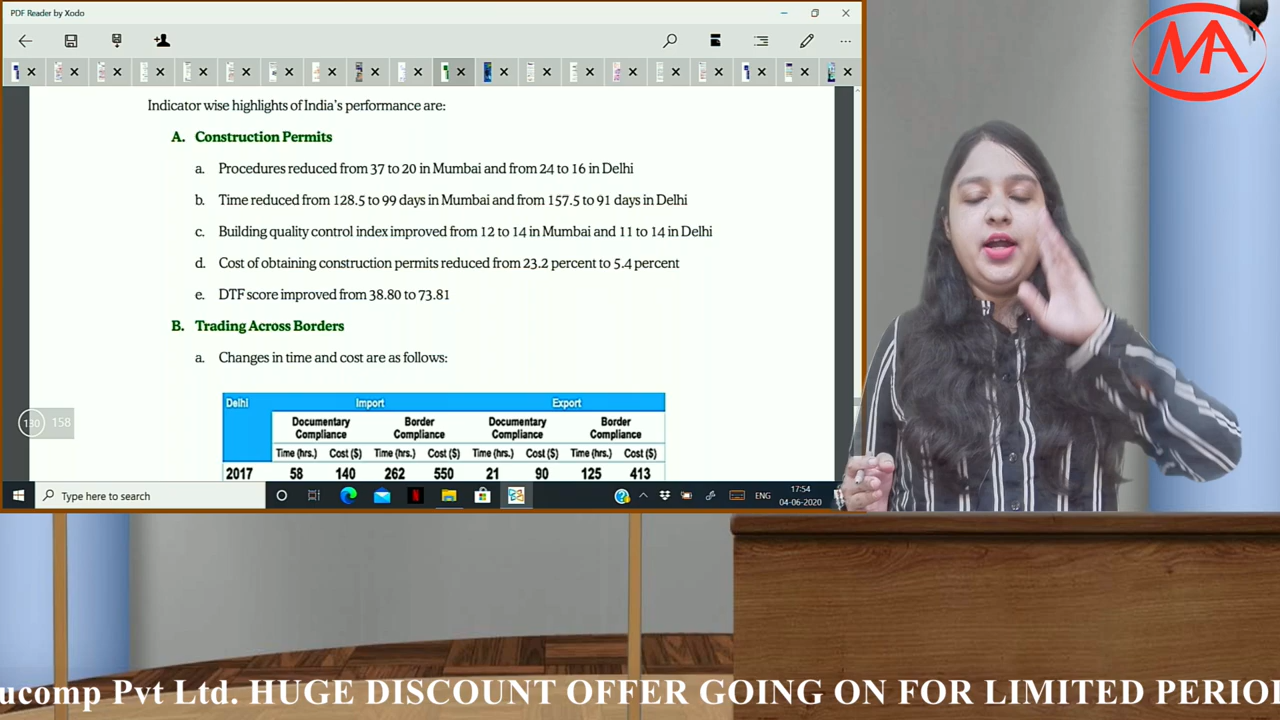 PDF Reader by Xodo
Indicator wise highlights of India's performance are:
A. Construction Permits
a. Procedures reduced from 37 to 20 in Mumbai and from 24 to 16 in Delhi
b. Time reduced from 128.5 to 99 days in Mumbai and from 157.5 to 91 days in Delhi
c. Building quality control index improved from 12 to 14 in Mumbai and 11 to 14 in Delhi
d. Cost of obtaining construction permits reduced from 23.2 percent to 5.4 percent
e. DTF score improved from 38.80 to 73.81
B. Trading Across Borders
a. Changes in time and cost are as follows:
Delhi Import Export
Documentary Compliance Border Compliance Documentary Compliance Border Compliance
Time (hrs.) Cost ($) Time (hrs.) Cost ($) Time (hrs.) Cost ($) Time (hrs.) Cost ($)
2017 58 140 262 550 21 90 125 413
130 158
Type here to search
ENG
17:54
04-06-2020
MA
ucomp Pvt Ltd. HUGE DISCOUNT OFFER GOING ON FOR LIMITED PERIO